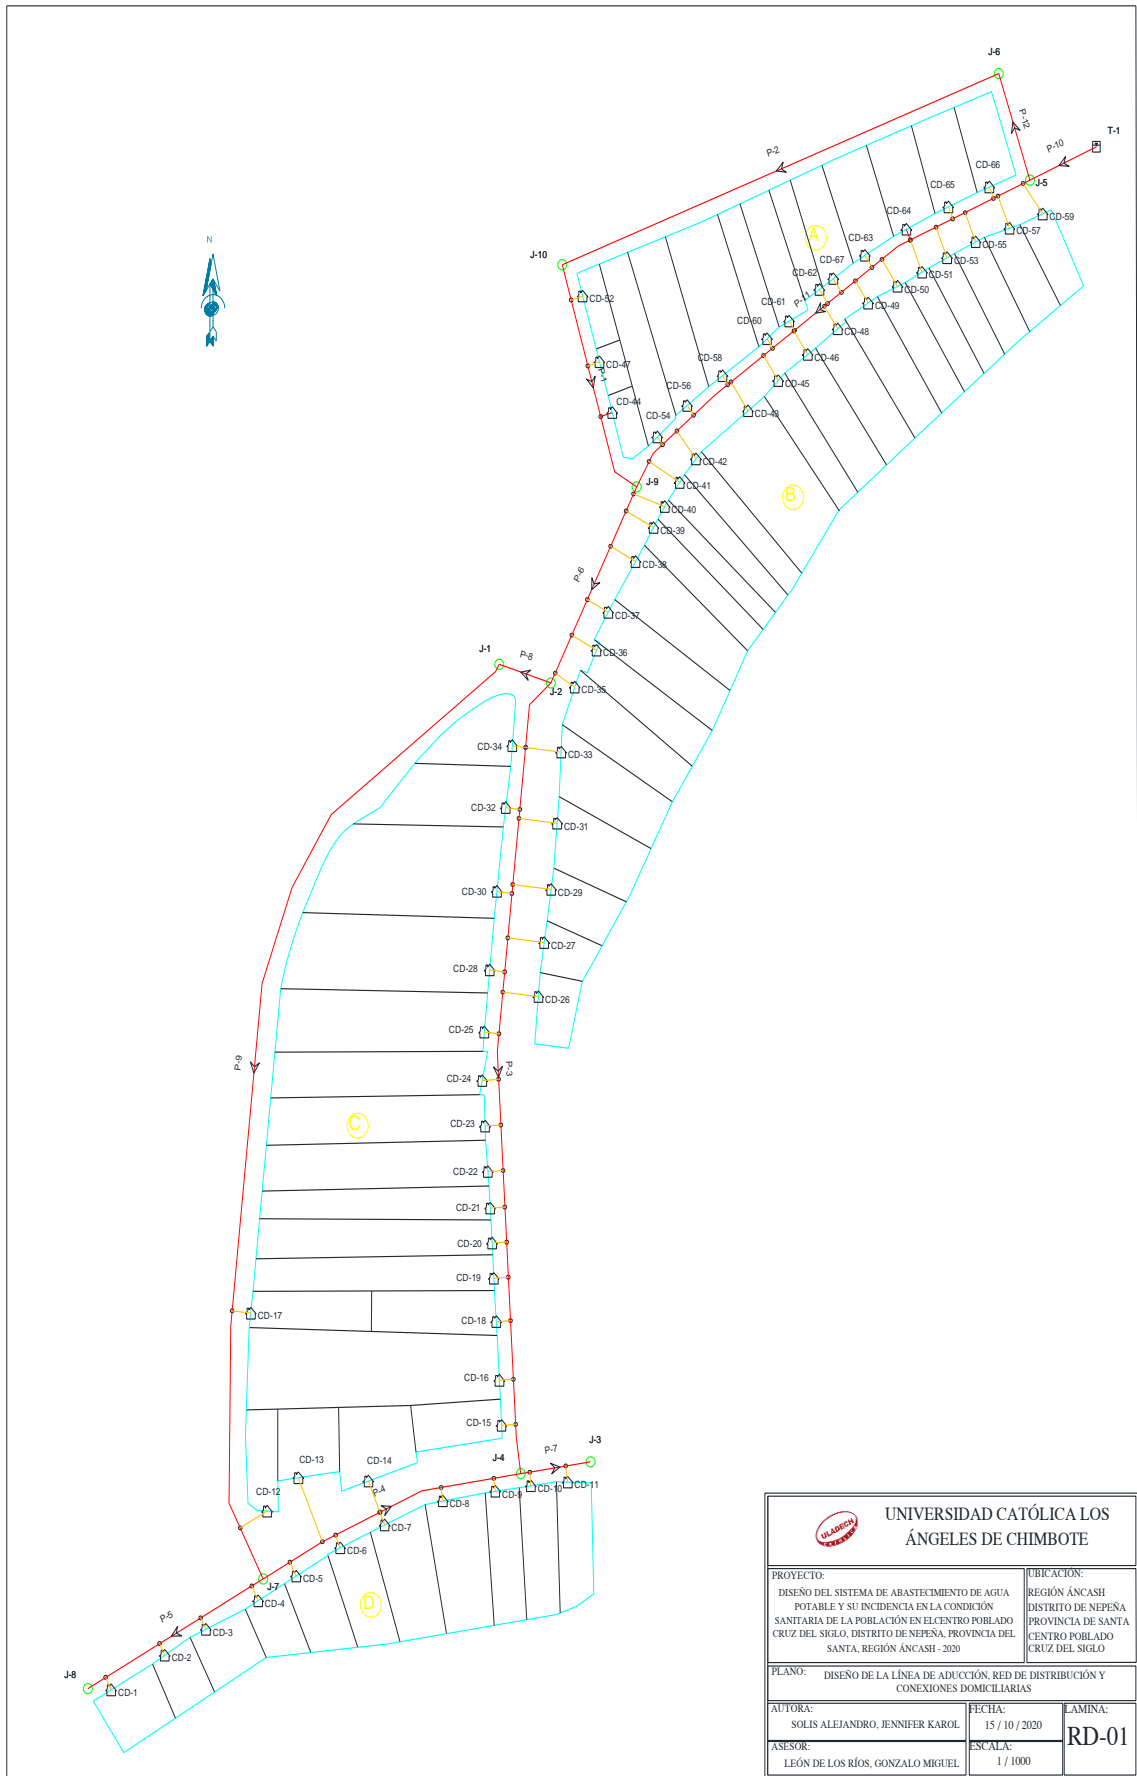 J-6
P-12
T-1
P-10
P-2
CD-66
J-5
CD-65
CD-59
CD-64
CD-57
A
CD-55
N
CD-63
J-10
CD-53
CD-67
CD-51
CD-62
CD-50
CD-52
P-11
CD-49
CD-61
CD-60
CD-48
CD-46
CD-47
P-1
CD-58
CD-45
CD-44
CD-56
CD-43
CD-54
CD-42
J-9
CD-41
B
CD-40
CD-39
CD-38
P-6
CD-37
J-1
P-8
CD-36
J-2
CD-35
CD-34
CD-33
CD-32
CD-31
CD-30
CD-29
CD-27
CD-28
CD-26
CD-25
P-9
P-3
CD-24
C
CD-23
CD-22
CD-21
CD-20
CD-19
CD-17
CD-18
CD-16
CD-15
J-3
P-7
J-4
CD-13
CD-14
CD-11
CD-10
CD-9
P-4
CD-8
CD-12
CD-7
CD-6
J-7
CD-5
CD-4
D
P-5
CD-3
CD-2
J-8
CD-1
ULADECH
CATÓLICA
UNIVERSIDAD CATÓLICA LOS
ÁNGELES DE CHIMBOTE
PROYECTO:
DISEÑO DEL SISTEMA DE ABASTECIMIENTO DE AGUA
POTABLE Y SU INCIDENCIA EN LA CONDICIÓN
SANITARIA DE LA POBLACIÓN EN ELCENTRO POBLADO
CRUZ DEL SIGLO, DISTRITO DE NEPEÑA, PROVINCIA DEL
SANTA, REGIÓN ÁNCASH - 2020
UBICACIÓN:
REGIÓN ÁNCASH
DISTRITO DE NEPEÑA
PROVINCIA DE SANTA
CENTRO POBLADO
CRUZ DEL SIGLO
PLANO: DISEÑO DE LA LÍNEA DE ADUCCIÓN, RED DE DISTRIBUCIÓN Y
CONEXIONES DOMICILIARIAS
AUTORA:
SOLIS ALEJANDRO, JENNIFER KAROL
FECHA:
15 / 10 / 2020
LAMINA:
RD-01
ASESOR:
LEÓN DE LOS RÍOS, GONZALO MIGUEL
ESCALA:
1 / 1000